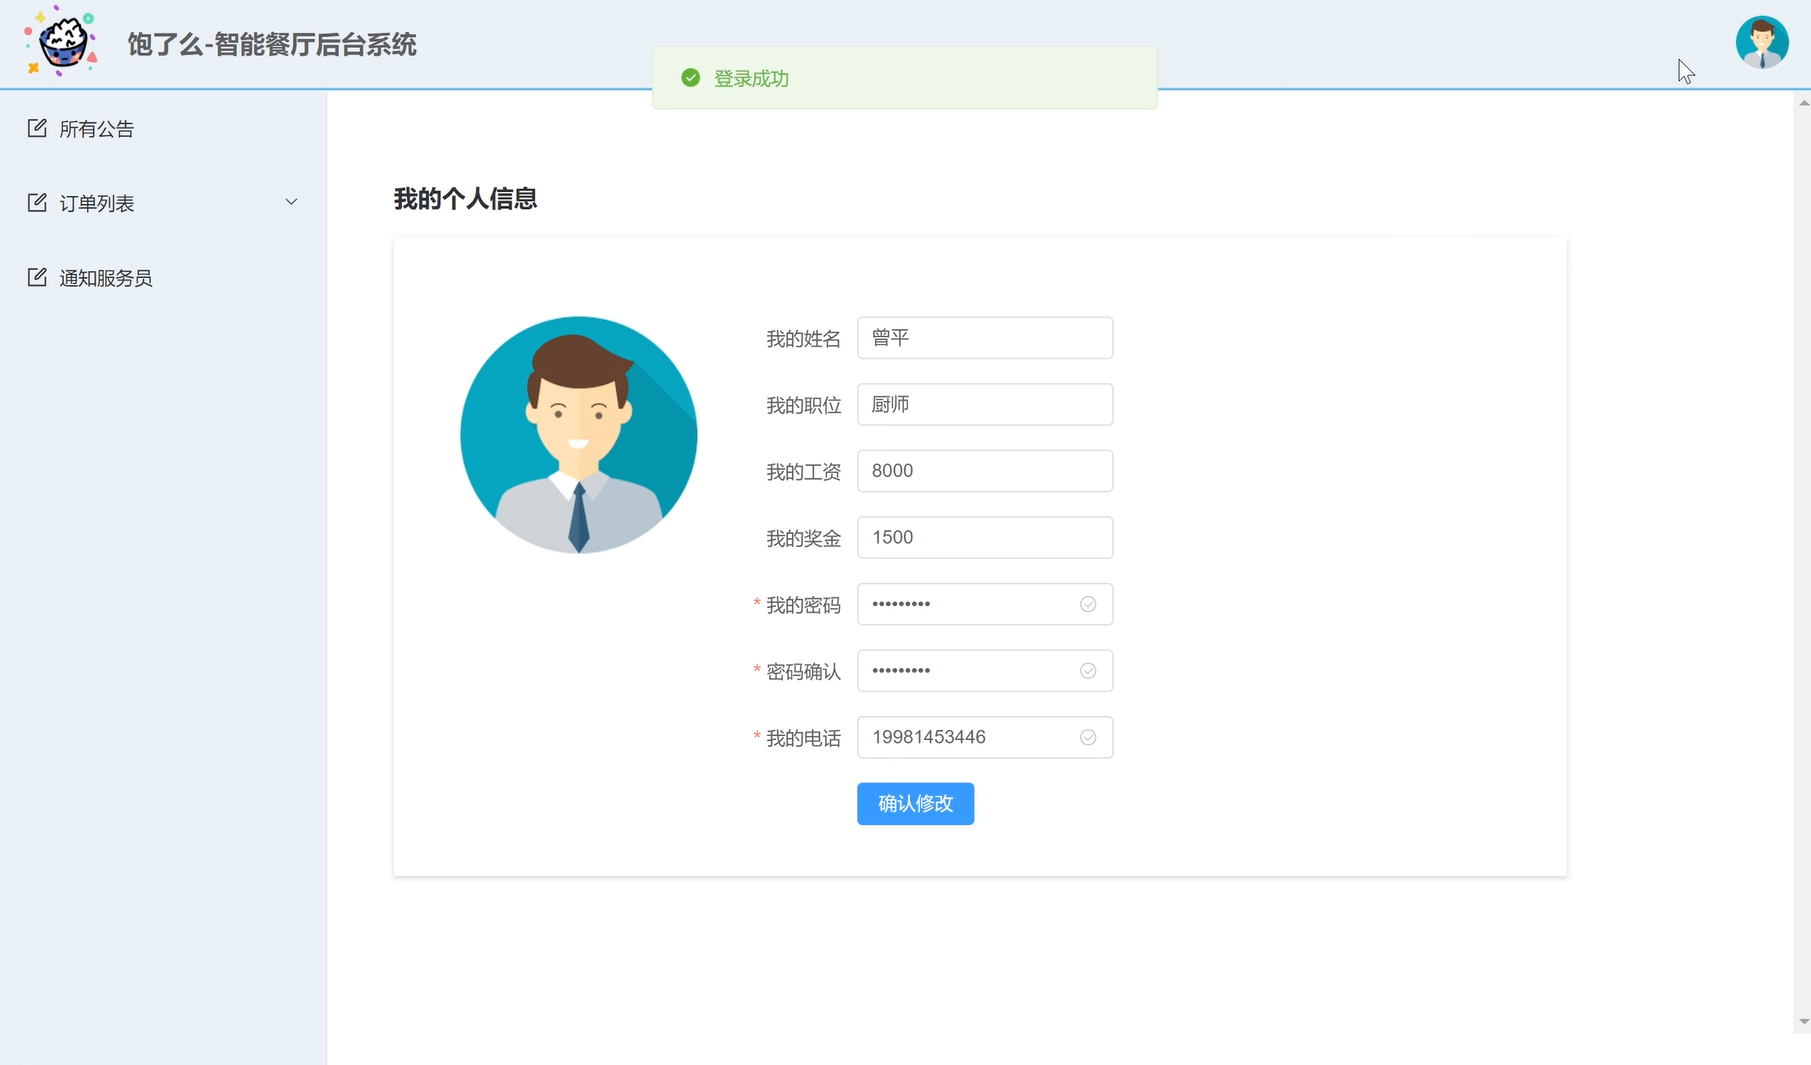 饱了么-智能餐厅后台系统
登录成功
所有公告
订单列表
通知服务员
我的个人信息
我的姓名 曾平
我的职位 厨师
我的工资 8000
我的奖金 1500
* 我的密码 •••••••••
* 密码确认 •••••••••
* 我的电话 19981453446
确认修改